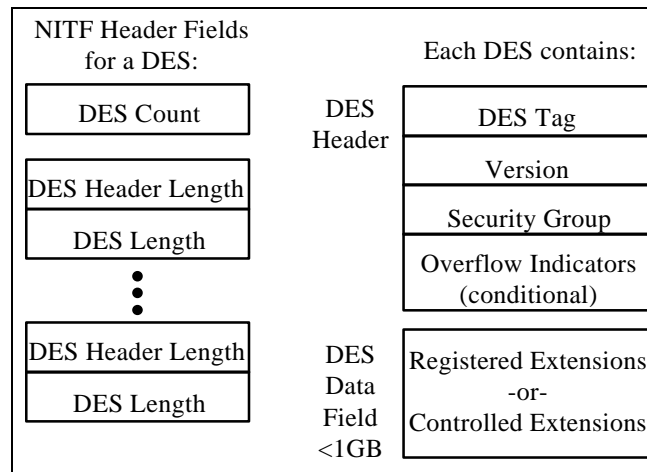 NITF Header Fields
for a DES:
DES Count
DES Header Length
DES Length
DES Header Length
DES Length
Each DES contains:
DES
Header
DES Tag
Version
Security Group
Overflow Indicators
(conditional)
DES
Data
Field
<1GB
Registered Extensions
-or-
Controlled Extensions